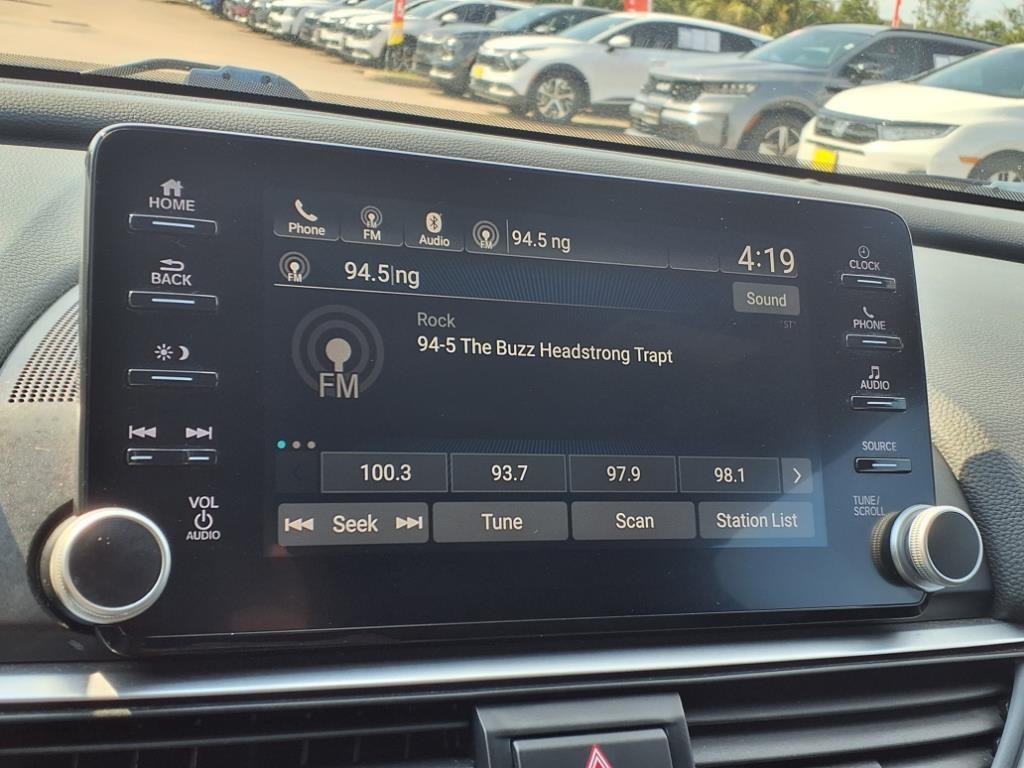 HOME
BACK
VOL
AUDIO
Phone
FM
Audio
FM
94.5 ng
4:19
FM
94.5 ng
Sound
"ST"
Rock
94-5 The Buzz Headstrong Trapt
FM
100.3
93.7
97.9
98.1
Seek
Tune
Scan
Station List
CLOCK
PHONE
AUDIO
SOURCE
TUNE/
SCROLL